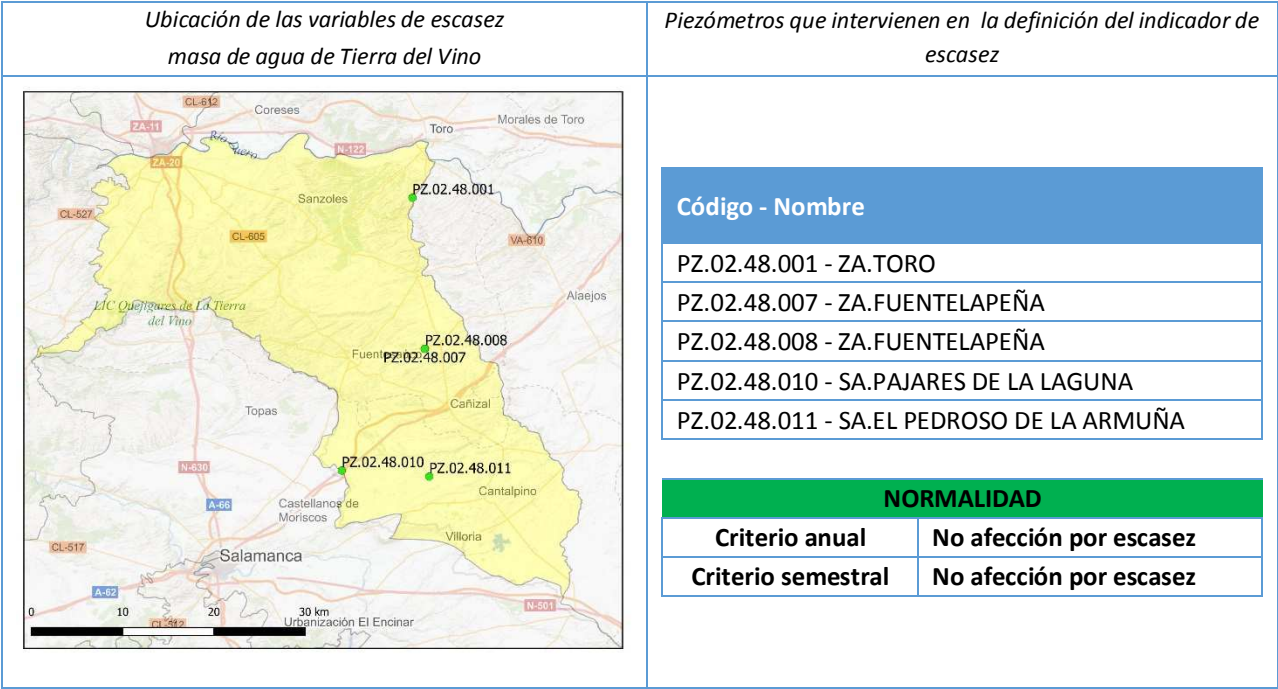 Ubicación de las variables de escasez
masa de agua de Tierra del Vino
Piezómetros que intervienen en la definición del indicador de
escasez
CL-612
Coreses
Morales de Toro
ZA-11
Toro
Río Duero
N-122
ZA-20
PZ.02.48.001
Sanzoles
CL-527
CL-605
VA-610
Alaejos
LIC Quejigares de La Tierra
del Vino
PZ.02.48.008
PZ.02.48.007
Cañizal
Topas
PZ.02.48.010
PZ.02.48.011
N-630
Cantalpino
A-66
Castellanos de
Moriscos
Villoria
CL-517
Salamanca
A-62
N-501
0 10 20 30 km
CL-512
Urbanización El Encinar
Código - Nombre
PZ.02.48.001 - ZA.TORO
PZ.02.48.007 - ZA.FUENTELAPEÑA
PZ.02.48.008 - ZA.FUENTELAPEÑA
PZ.02.48.010 - SA.PAJARES DE LA LAGUNA
PZ.02.48.011 - SA.EL PEDROSO DE LA ARMUÑA
NORMALIDAD
Criterio anual No afección por escasez
Criterio semestral No afección por escasez